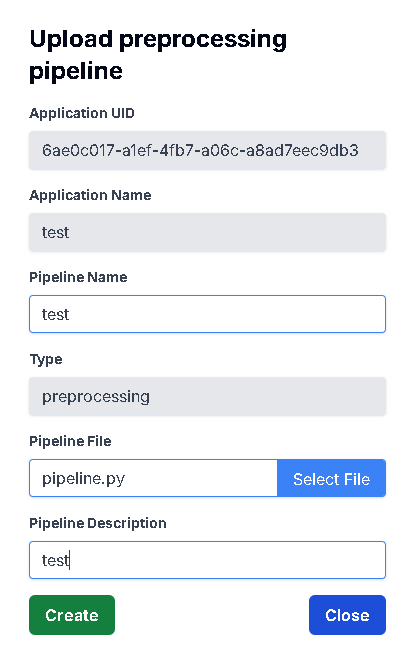 Upload preprocessing
pipeline
Application UID
6ae0c017-a1ef-4fb7-a06c-a8ad7eec9db3
Application Name
test
Pipeline Name
test
Type
preprocessing
Pipeline File
pipeline.py Select File
Pipeline Description
test
Create Close